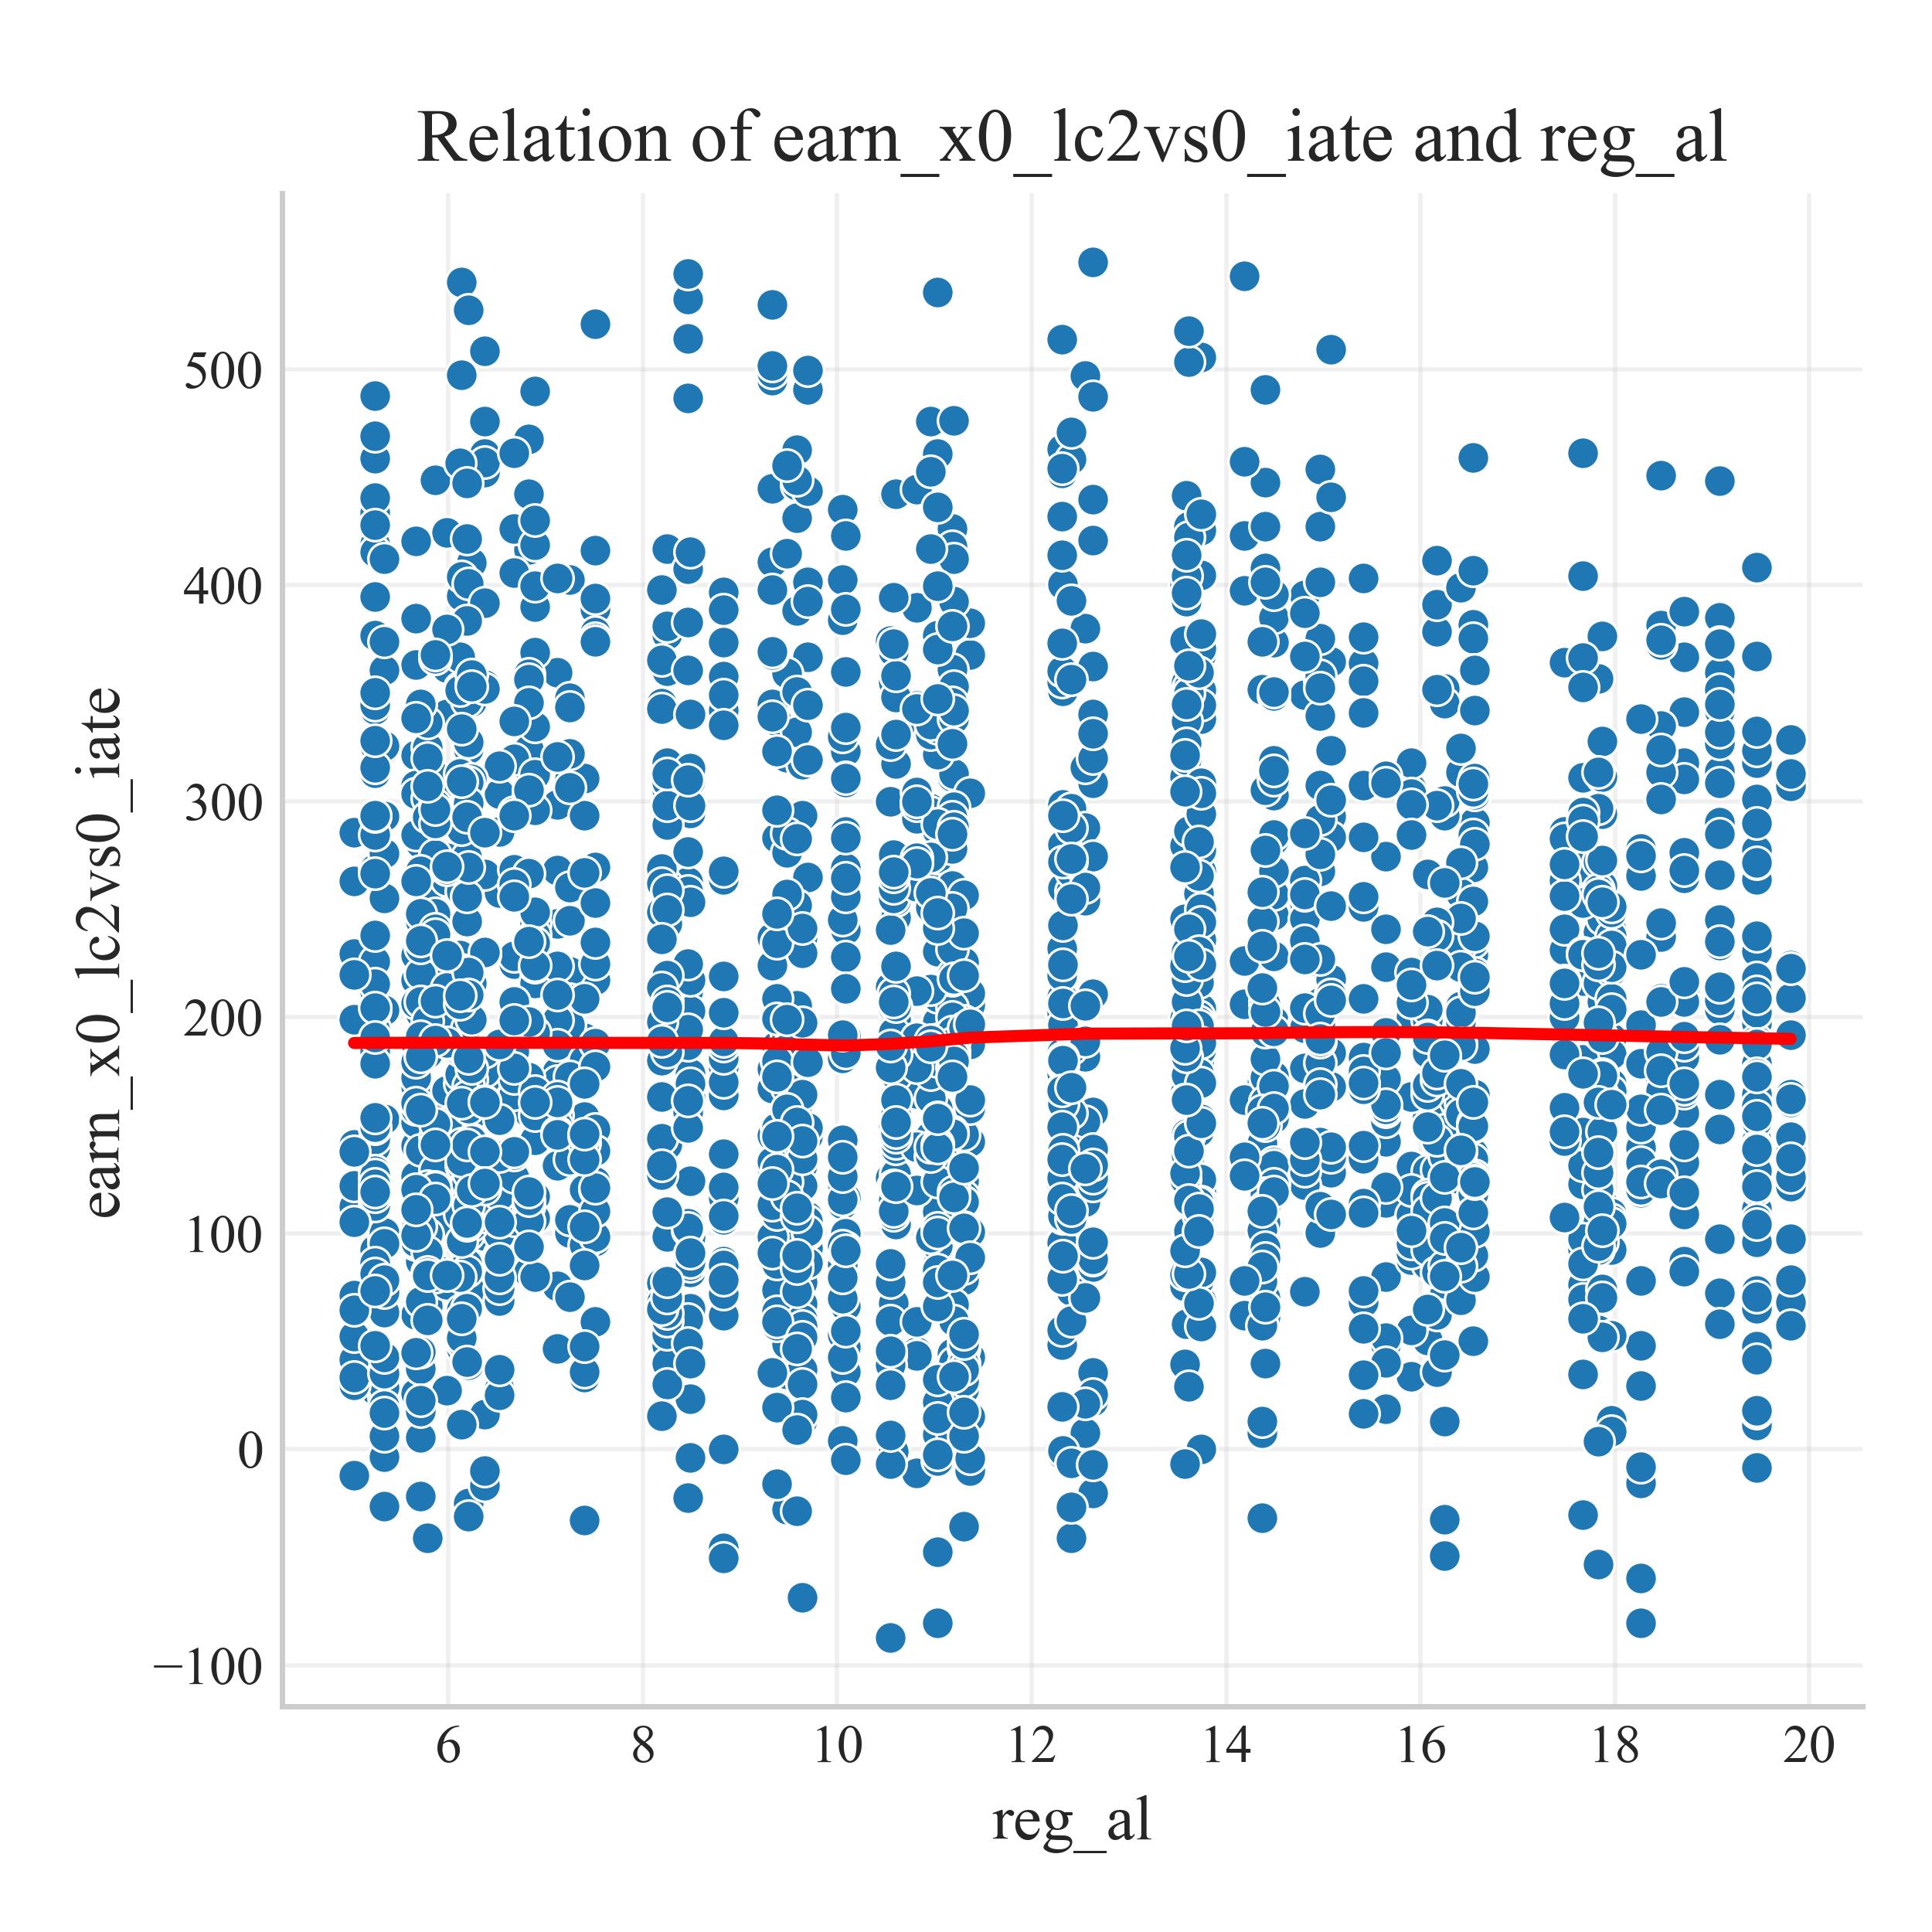 Relation of earn_x0_lc2vs0_iate and reg_al
earn_x0_lc2vs0_iate
500
400
300
200
100
0
−100
6 8 10 12 14 16 18 20
reg_al